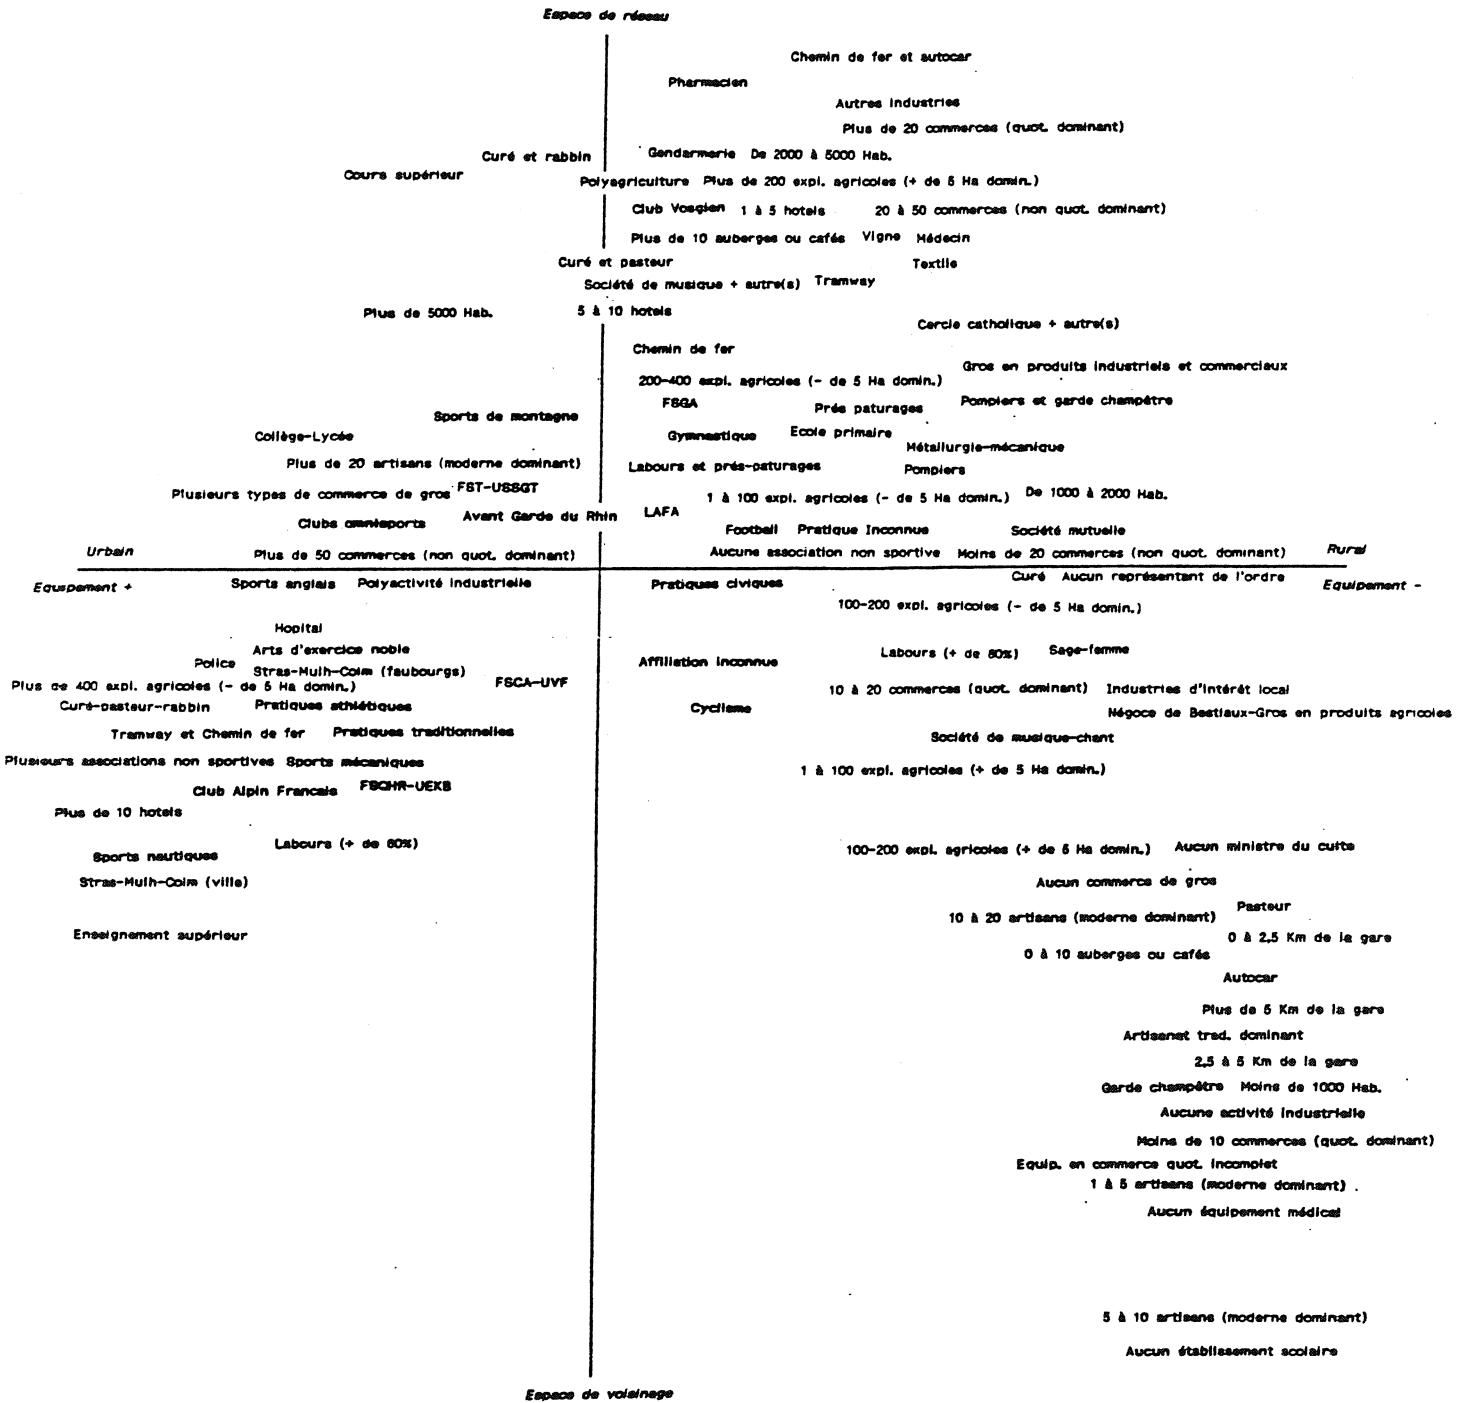 Espace de réseau
Chemin de fer et autocar
Pharmacien
Autres industries
Plus de 20 commerces (quot. dominant)
Curé et rabbin
Gendarmerie De 2000 à 5000 Hab.
Cours supérieur
Polyagriculture Plus de 200 expl. agricoles (+ de 5 Ha domin.)
Club Vosgien 1 à 5 hotels 20 à 50 commerces (non quot. dominant)
Plus de 10 auberges ou cafés Vigne Médecin
Curé et pasteur Textile
Société de musique + autre(s) Tramway
Plus de 5000 Hab. 5 à 10 hotels
Cercle catholique + autre(s)
Chemin de fer
Gros en produits industriels et commerciaux
200-400 expl. agricoles (- de 5 Ha domin.)
FSGA Prés paturages Pompiers et garde champêtre
Sports de montagne
Collège-Lycée Gymnastique Ecole primaire
Métallurgie-mécanique
Plus de 20 artisans (moderne dominant) Labours et prés-paturages Pompiers
Plusieurs types de commerce de gros FST-USSGT
1 à 100 expl. agricoles (- de 5 Ha domin.) De 1000 à 2000 Hab.
Clubs omnisports Avant Garde du Rhin LAFA
Football Pratique Inconnue Société mutuelle
Urbain Plus de 50 commerces (non quot. dominant) Aucune association non sportive Moins de 20 commerces (non quot. dominant) Rural
Equipement + Sports anglais Polyactivité industrielle Pratiques civiques Curé Aucun représentant de l'ordre Equipement -
100-200 expl. agricoles (- de 5 Ha domin.)
Hopital
Arts d'exercice noble
Police Stras-Mulh-Colm (faubourgs) Affiliation inconnue Labours (+ de 80%) Sage-femme
Plus de 400 expl. agricoles (- de 5 Ha domin.) FSCA-UVF 10 à 20 commerces (quot. dominant) Industries d'intérêt local
Curé-pasteur-rabbin Pratiques athlétiques Cyclisme Négoce de Bestiaux-Gros en produits agricoles
Tramway et Chemin de fer Pratiques traditionnelles Société de musique-chant
Plusieurs associations non sportives Sports mécaniques 1 à 100 expl. agricoles (+ de 5 Ha domin.)
Club Alpin Francais FSCHR-UEKB
Plus de 10 hotels
Labours (+ de 60%) 100-200 expl. agricoles (+ de 5 Ha domin.) Aucun ministre du culte
Sports nautiques
Stras-Mulh-Colm (ville) Aucun commerce de gros
10 à 20 artisans (moderne dominant) Pasteur
Enseignement supérieur 0 à 2,5 Km de la gare
0 à 10 auberges ou cafés
Autocar
Plus de 5 Km de la gare
Artisanat trad. dominant
2,5 à 5 Km de la gare
Garde champêtre Moins de 1000 Hab.
Aucune activité industrielle
Moins de 10 commerces (quot. dominant)
Equip. en commerce quot. incomplet
1 à 5 artisans (moderne dominant)
Aucun équipement médical
5 à 10 artisans (moderne dominant)
Aucun établissement scolaire
Espace de voisinage